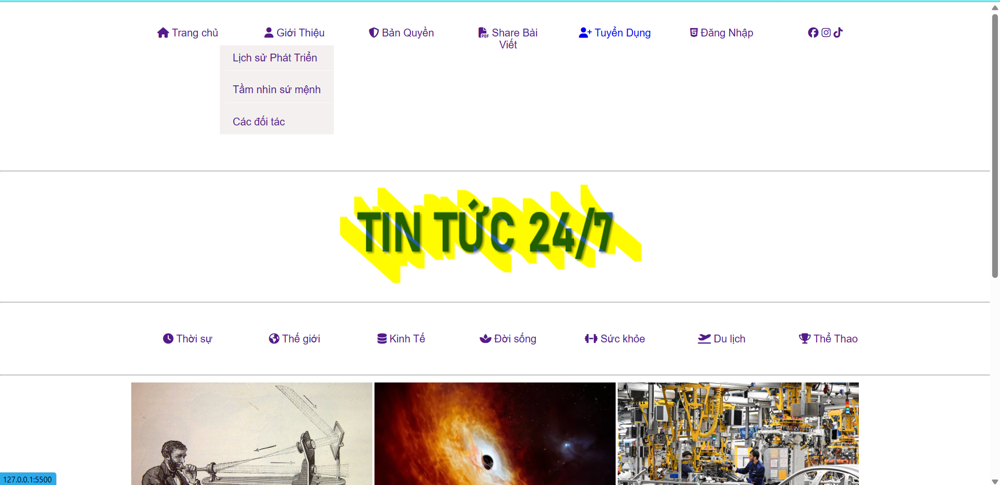 Trang chủ
Giới Thiệu
Bản Quyền
Share Bài
Viết
Tuyển Dụng
Đăng Nhập
Lịch sử Phát Triển
Tầm nhìn sứ mệnh
Các đối tác
TIN TỨC 24/7
Thời sự
Thế giới
Kinh Tế
Đời sống
Sức khỏe
Du lịch
Thể Thao
127.0.0.1:5500